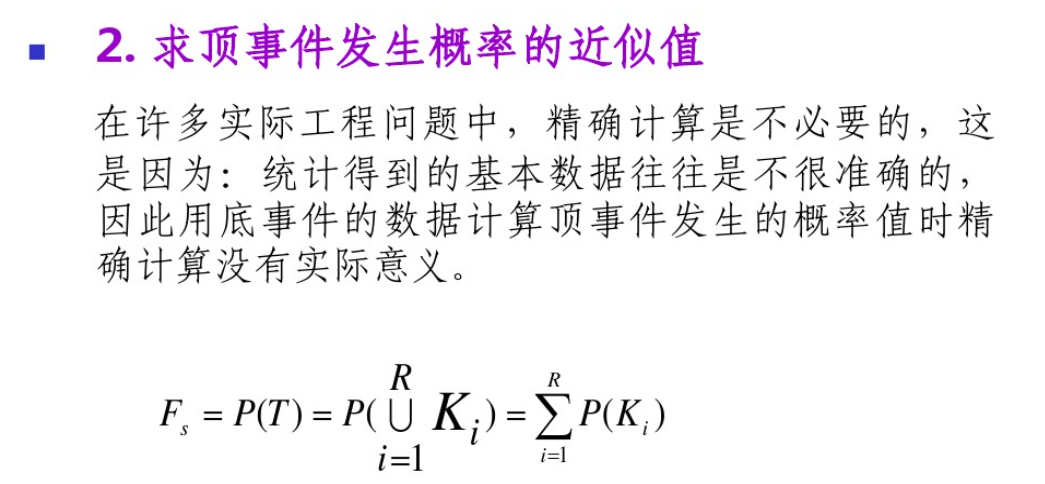 2. 求顶事件发生概率的近似值
在许多实际工程问题中，精确计算是不必要的，这
是因为：统计得到的基本数据往往是不很准确的，
因此用底事件的数据计算顶事件发生的概率值时精
确计算没有实际意义。
F_s = P(T) = P(⋃_{i=1}^{R} K_i) = ∑_{i=1}^{R} P(K_i)